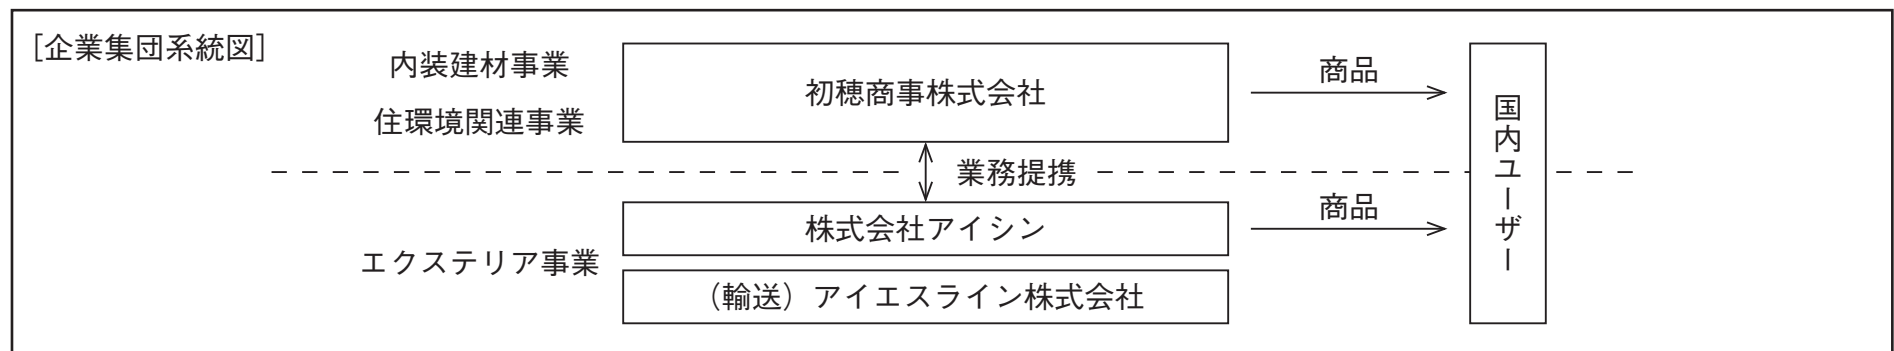 ［企業集団系統図］
内装建材事業
住環境関連事業
初穂商事株式会社
商品
国内ユーザー
業務提携
株式会社アイシン
商品
エクステリア事業
（輸送）アイエスライン株式会社